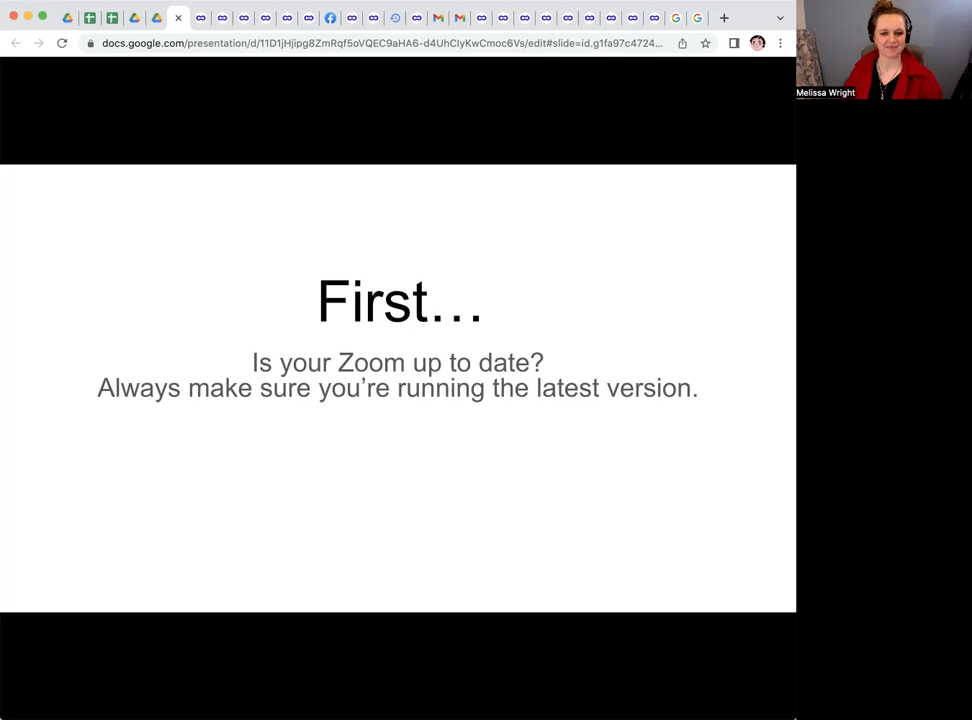 docs.google.com/presentation/d/11D1jHjipg8ZmRqf5oVQEC9aHA6-d4UhClyKwCmoc6Vs/edit#slide=id.g1fa97c4724...
Melissa Wright
First...
Is your Zoom up to date?
Always make sure you're running the latest version.